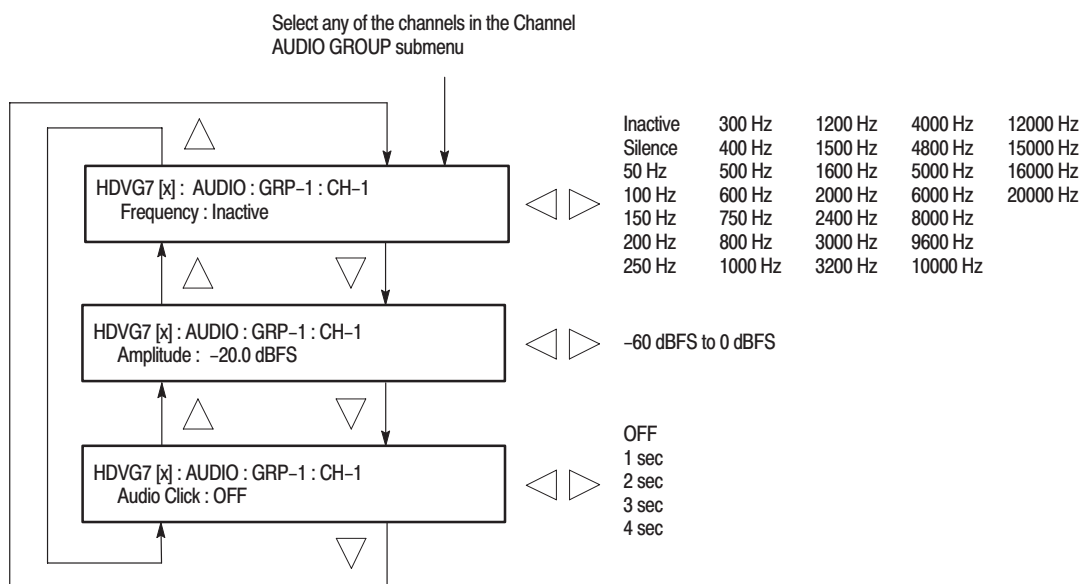 Select any of the channels in the Channel
AUDIO GROUP submenu
HDVG7 [x] : AUDIO : GRP–1 : CH–1
Frequency : Inactive
Inactive 300 Hz 1200 Hz 4000 Hz 12000 Hz
Silence 400 Hz 1500 Hz 4800 Hz 15000 Hz
50 Hz 500 Hz 1600 Hz 5000 Hz 16000 Hz
100 Hz 600 Hz 2000 Hz 6000 Hz 20000 Hz
150 Hz 750 Hz 2400 Hz 8000 Hz
200 Hz 800 Hz 3000 Hz 9600 Hz
250 Hz 1000 Hz 3200 Hz 10000 Hz
HDVG7 [x] : AUDIO : GRP–1 : CH–1
Amplitude : –20.0 dBFS
–60 dBFS to 0 dBFS
HDVG7 [x] : AUDIO : GRP–1 : CH–1
Audio Click : OFF
OFF
1 sec
2 sec
3 sec
4 sec